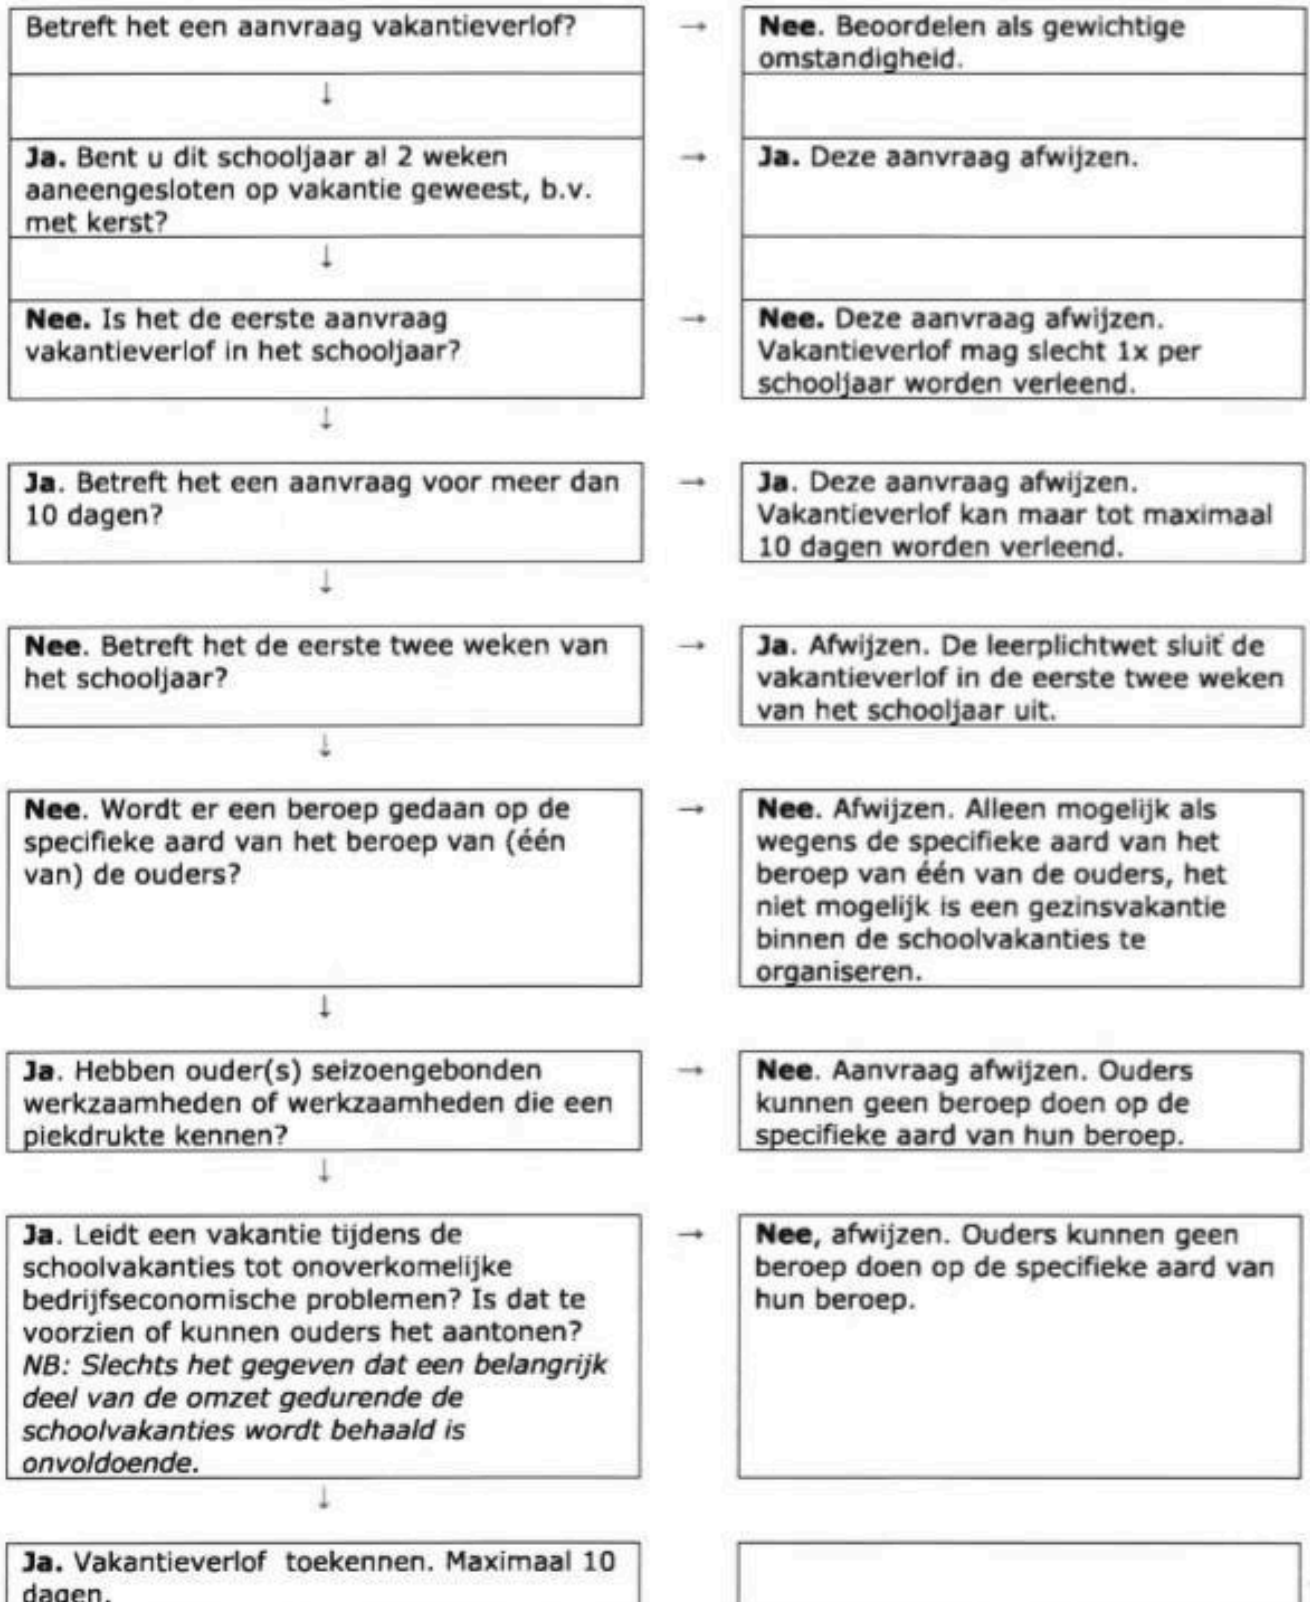 Betreft het een aanvraag vakantieverlof?
→
Nee. Beoordelen als gewichtige
omstandigheid.
↓
Ja. Bent u dit schooljaar al 2 weken
aaneengesloten op vakantie geweest, b.v.
met kerst?
→
Ja. Deze aanvraag afwijzen.
↓
Nee. Is het de eerste aanvraag
vakantieverlof in het schooljaar?
→
Nee. Deze aanvraag afwijzen.
Vakantieverlof mag slecht 1x per
schooljaar worden verleend.
↓
Ja. Betreft het een aanvraag voor meer dan
10 dagen?
→
Ja. Deze aanvraag afwijzen.
Vakantieverlof kan maar tot maximaal
10 dagen worden verleend.
↓
Nee. Betreft het de eerste twee weken van
het schooljaar?
→
Ja. Afwijzen. De leerplichtwet sluit de
vakantieverlof in de eerste twee weken
van het schooljaar uit.
↓
Nee. Wordt er een beroep gedaan op de
specifieke aard van het beroep van (één
van) de ouders?
→
Nee. Afwijzen. Alleen mogelijk als
wegens de specifieke aard van het
beroep van één van de ouders, het
niet mogelijk is een gezinsvakantie
binnen de schoolvakanties te
organiseren.
↓
Ja. Hebben ouder(s) seizoengebonden
werkzaamheden of werkzaamheden die een
piekdrukte kennen?
→
Nee. Aanvraag afwijzen. Ouders
kunnen geen beroep doen op de
specifieke aard van hun beroep.
↓
Ja. Leidt een vakantie tijdens de
schoolvakanties tot onoverkomelijke
bedrijfseconomische problemen? Is dat te
voorzien of kunnen ouders het aantonen?
NB: Slechts het gegeven dat een belangrijk
deel van de omzet gedurende de
schoolvakanties wordt behaald is
onvoldoende.
→
Nee, afwijzen. Ouders kunnen geen
beroep doen op de specifieke aard van
hun beroep.
↓
Ja. Vakantieverlof toekennen. Maximaal 10
dagen.